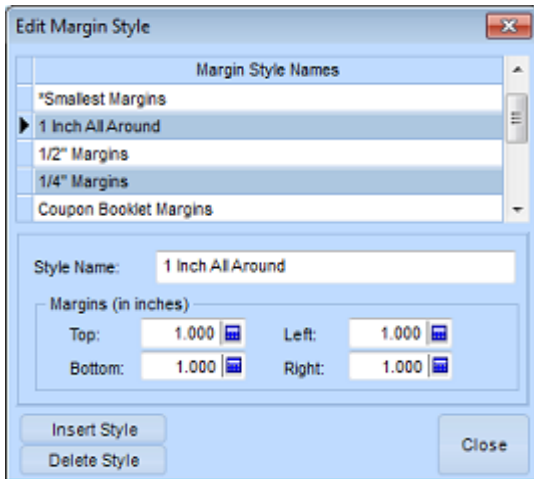 Edit Margin Style
Margin Style Names
*Smallest Margins
1 Inch All Around
1/2" Margins
1/4" Margins
Coupon Booklet Margins
Style Name: 1 Inch All Around
Margins (in inches)
Top: 1.000 Left: 1.000
Bottom: 1.000 Right: 1.000
Insert Style
Close
Delete Style